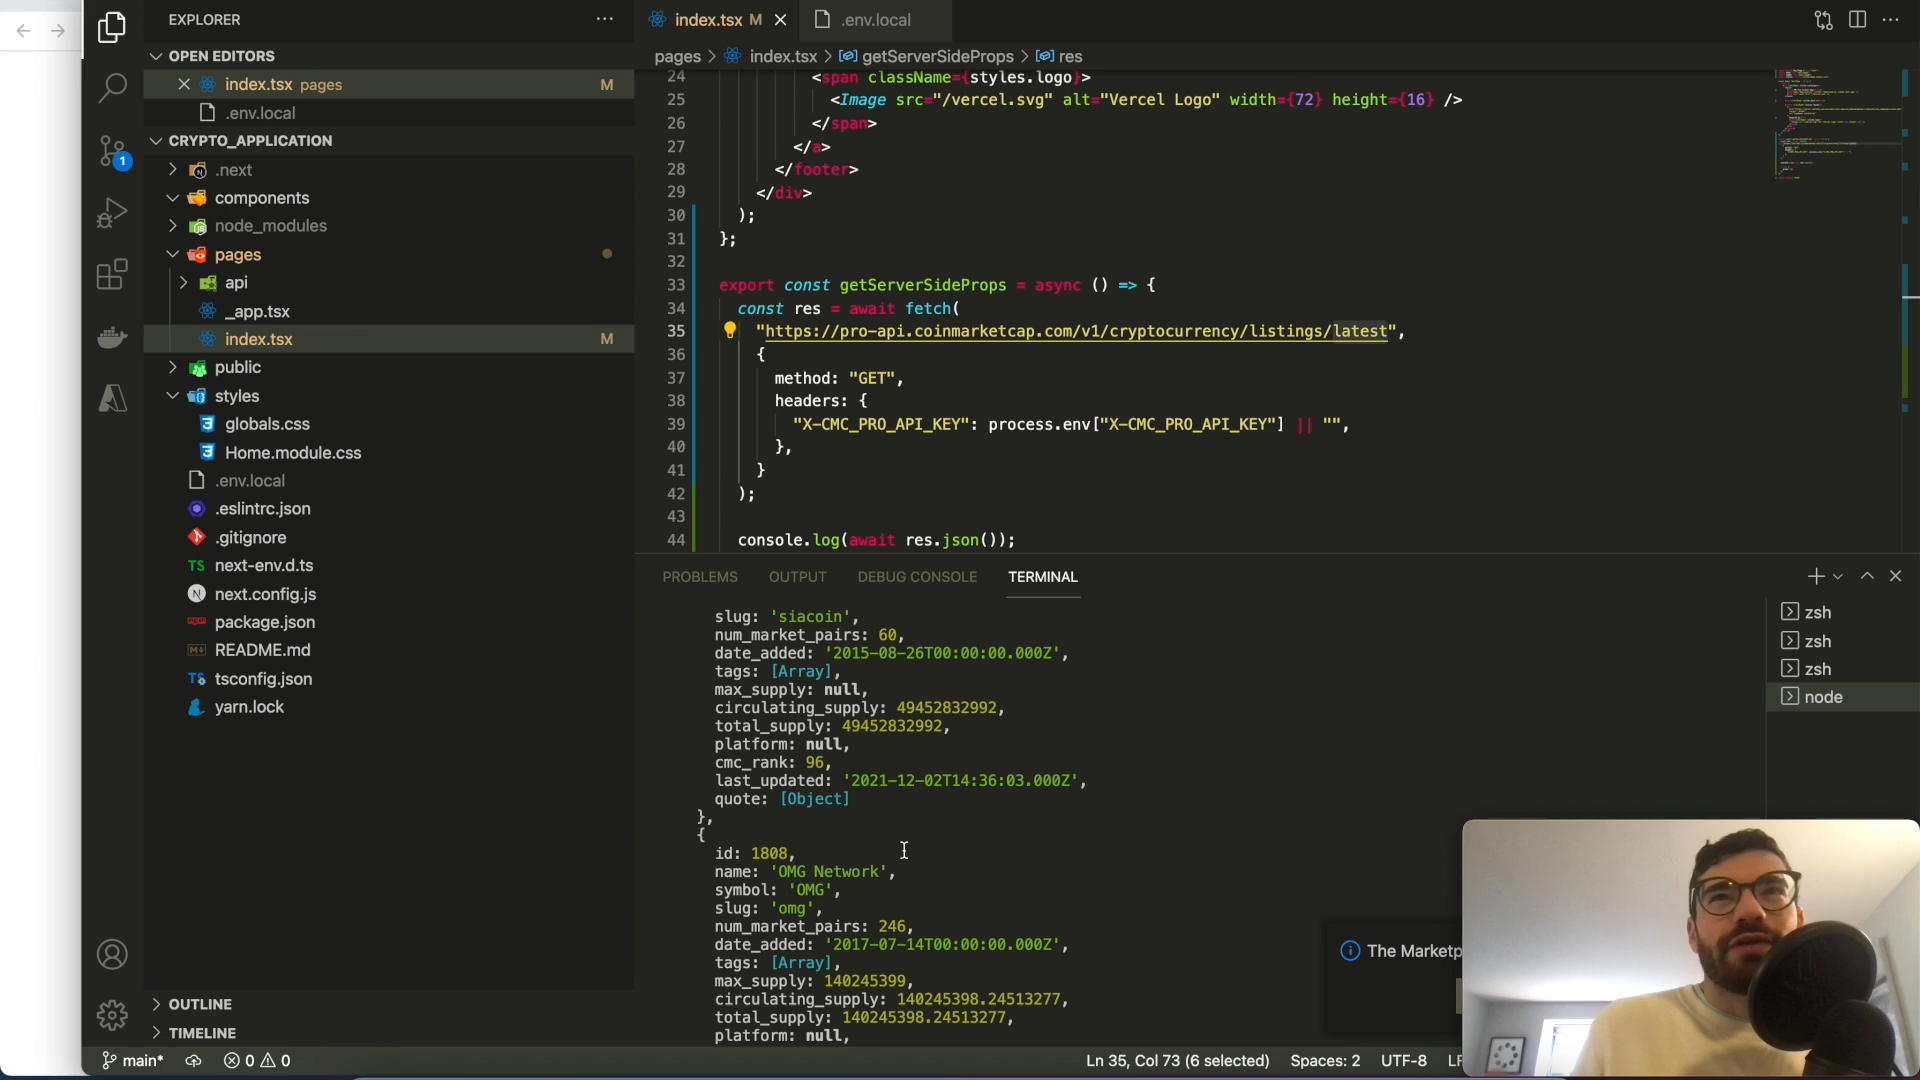 EXPLORER
OPEN EDITORS
index.tsx pages M
.env.local
CRYPTO_APPLICATION
1
.next
components
node_modules
pages
api
_app.tsx
index.tsx M
public
styles
globals.css
Home.module.css
.env.local
.eslintrc.json
.gitignore
TS next-env.d.ts
N next.config.js
package.json
README.md
TS tsconfig.json
yarn.lock
OUTLINE
TIMELINE
index.tsx M
.env.local
pages > index.tsx > getServerSideProps > res
24 <span className={styles.logo}>
25 <Image src="/vercel.svg" alt="Vercel Logo" width={72} height={16} />
26 </span>
27 </a>
28 </footer>
29 </div>
30 );
31 };
32
33 export const getServerSideProps = async () => {
34 const res = await fetch(
35 "https://pro-api.coinmarketcap.com/v1/cryptocurrency/listings/latest",
36 {
37 method: "GET",
38 headers: {
39 "X-CMC_PRO_API_KEY": process.env["X-CMC_PRO_API_KEY"] || "",
40 },
41 }
42 );
43
44 console.log(await res.json());
PROBLEMS OUTPUT DEBUG CONSOLE TERMINAL
slug: 'siacoin',
num_market_pairs: 60,
date_added: '2015-08-26T00:00:00.000Z',
tags: [Array],
max_supply: null,
circulating_supply: 49452832992,
total_supply: 49452832992,
platform: null,
cmc_rank: 96,
last_updated: '2021-12-02T14:36:03.000Z',
quote: [Object]
},
{
id: 1808,
name: 'OMG Network',
symbol: 'OMG',
slug: 'omg',
num_market_pairs: 246,
date_added: '2017-07-14T00:00:00.000Z',
tags: [Array],
max_supply: 140245399,
circulating_supply: 140245398.24513277,
total_supply: 140245398.24513277,
platform: null,
zsh
zsh
zsh
node
The Marketp
main* 0 0
Ln 35, Col 73 (6 selected) Spaces: 2 UTF-8 LF